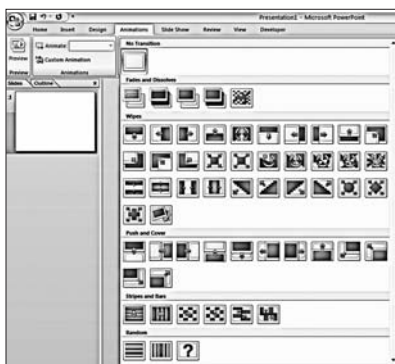 Presentation1 - Microsoft PowerPoint
Home Insert Design Animations Slide Show Review View Developer
Preview
Animate:
Custom Animation
Preview Animations
Slides Outline x
1
No Transition
Fades and Dissolves
Wipes
Push and Cover
Stripes and Bars
Random
?